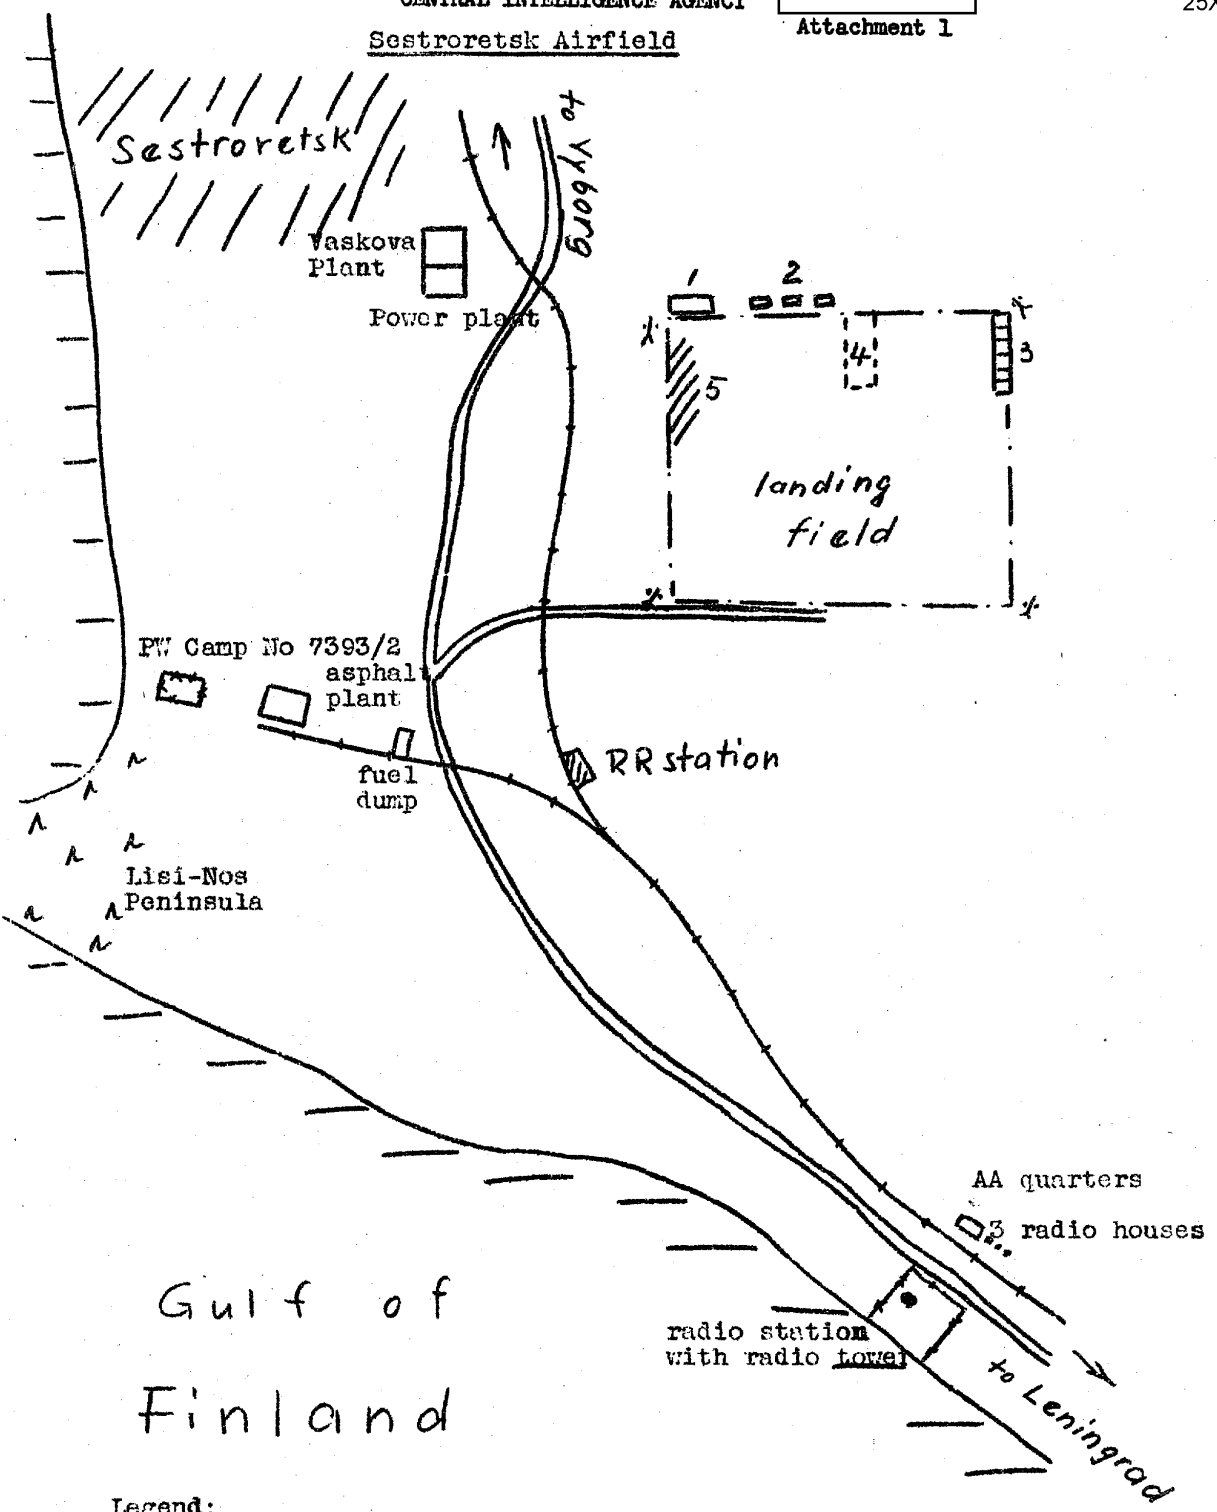 CENTRAL INTELLIGENCE AGENCY
25X
Attachment 1
Sestroretsk Airfield
to Vyborg
Sestroretsk
Vaskova
Plant
Power plant
1
2
3
4
5
landing
field
PW Camp No 7393/2
asphalt
plant
fuel
dump
RR station
Lisi-Nos
Peninsula
AA quarters
3 radio houses
Gulf of
Finland
radio station
with radio tower
to Leningrad
Legend: